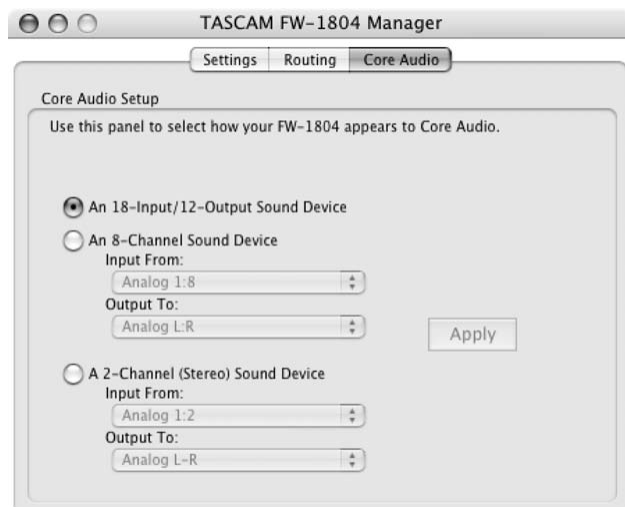 TASCAM FW-1804 Manager
Settings Routing Core Audio
Core Audio Setup
Use this panel to select how your FW-1804 appears to Core Audio.
An 18-Input/12-Output Sound Device
An 8-Channel Sound Device
Input From:
Analog 1:8
Output To:
Analog L:R
Apply
A 2-Channel (Stereo) Sound Device
Input From:
Analog 1:2
Output To:
Analog L-R